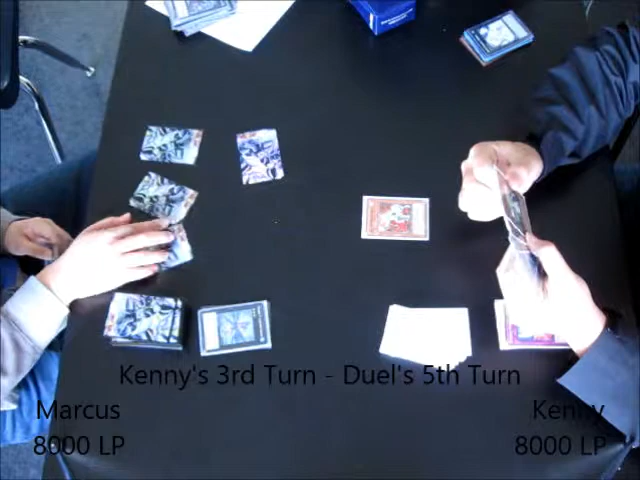 Kenny's 3rd Turn - Duel's 5th Turn
Marcus
Kenny
8000 LP
8000 LP